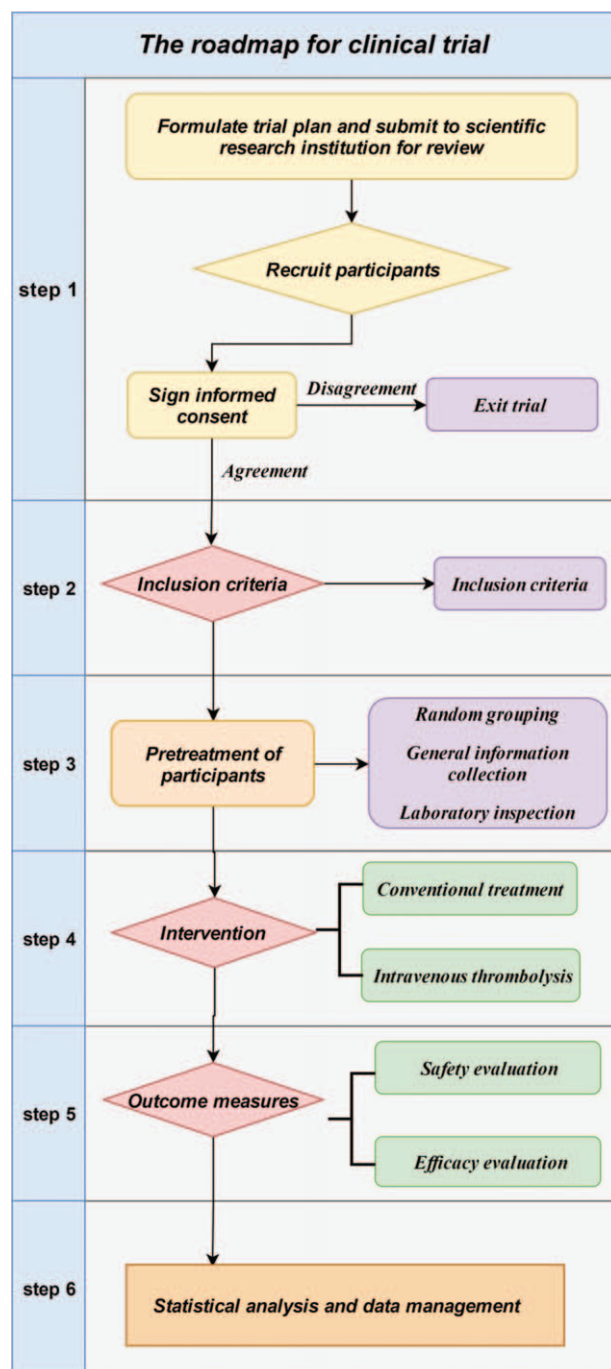 The roadmap for clinical trial
step 1
Formulate trial plan and submit to scientific
research institution for review
Recruit participants
Sign informed
consent
Disagreement
Exit trial
Agreement
step 2
Inclusion criteria
Inclusion criteria
step 3
Pretreatment of
participants
Random grouping
General information
collection
Laboratory inspection
step 4
Intervention
Conventional treatment
Intravenous thrombolysis
step 5
Outcome measures
Safety evaluation
Efficacy evaluation
step 6
Statistical analysis and data management